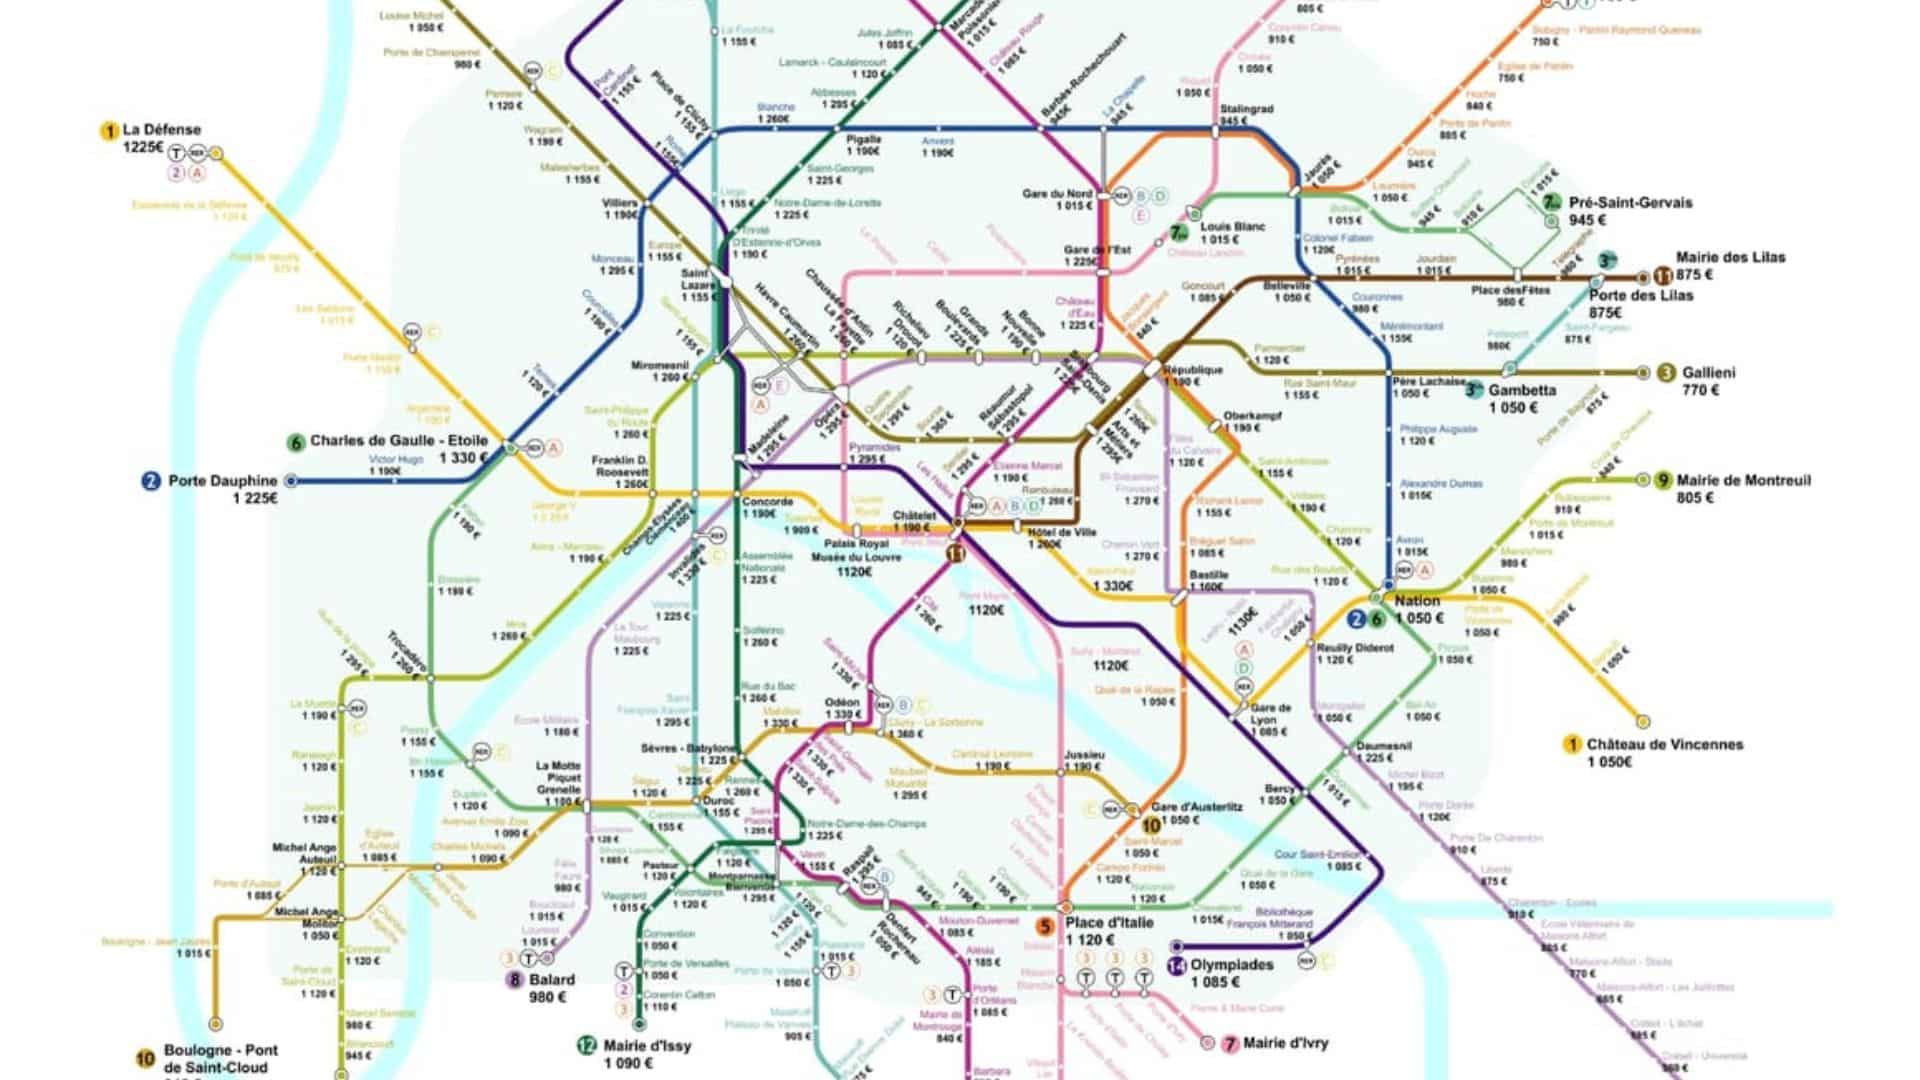 Louise Michel
1 050 €
Porte de Champerret
980 €
Pereire
1 120 €
Wagram
1 190 €
Malesherbes
1 155 €
Villiers
1 190€
Europe
1 155 €
Monceau
1 295 €
Courcelles
1 190 €
Ternes
1 120 €
1 La Défense
1225€
Esplanade de la Défense
Pont de Neuilly
Les Sablons
Porte Maillot
Argentine
1 190 €
6 Charles de Gaulle - Etoile
1 330 €
2 Porte Dauphine
1 225€
Victor Hugo
1 190€
Pont
Cardinet
1 155 €
Place de Clichy
1 155 €
Rome
1 155€
La Fourche
1 155 €
Blanche
1 260€
Pigalle
1 190€
Anvers
1 190€
Jules Joffrin
1 085€
Lamarck - Caulaincourt
1 120€
Abbesses
1 295 €
Saint-Georges
1 225€
Notre-Dame-de-Lorette
1 225€
Trinité
D'Estienne-d'Orves
1 190 €
Liège
1 155 €
Saint
Lazare
1 155 €
Château Rouge
1 085 €
Barbès-Rochechouart
945€
La Chapelle
945 €
Stalingrad
945 €
Riquet
1 050 €
Crimée
1 050 €
Corentin Cariou
910 €
Bobigny - Pantin Raymond Queneau
750 €
Eglise de Pantin
750 €
Hoche
840 €
Porte de Pantin
805 €
Ourcq
945 €
Laumière
1 050 €
Jaurès
1 050 €
Gare du Nord
1 015 €
Gare de l'Est
1 225€
7bis Louis Blanc
1 015 €
Château Landon
Le Peletier
Cadet
Poissonnière
Bolivar
1 015 €
Buttes-Chaumont
945 €
Botzaris
910 €
Danube
1 015 €
7bis Pré-Saint-Gervais
945 €
11 Mairie des Lilas
875 €
3bis Porte des Lilas
875€
Télégraphe
980 €
Place des Fêtes
980 €
Jourdain
1 015 €
Pyrénées
1 015 €
Colonel Fabien
1 120€
Belleville
1 050 €
Goncourt
1 085 €
Couronnes
980 €
Ménilmontant
1 155€
Pelleport
980€
Saint-Fargeau
875 €
3 Gallieni
770 €
3bis Gambetta
1 050 €
Père Lachaise
1 050 €
Parmentier
1 120 €
Rue Saint-Maur
1 155 €
Porte de Bagnolet
875 €
Philippe Auguste
1 120 €
Alexandre Dumas
1 015€
Avron
1 015€
9 Mairie de Montreuil
805 €
Croix de Chavaux
840 €
Robespierre
910 €
Porte de Montreuil
1 015 €
Maraîchers
980 €
Buzenval
1 050 €
Nation
1 050 €
2 6
Château
d'Eau
1 225 €
Jacques
Bonsergent
840 €
République
1 190 €
Oberkampf
1 190 €
Saint-Ambroise
1 155 €
Voltaire
1 190 €
Charonne
1 120 €
Rue des Boulets
1 120 €
Havre Caumartin
1 260 €
Chaussée d'Antin
La Fayette
1 260 €
Richelieu
Drouot
1 120 €
Grands
Boulevards
1 225 €
Bonne
Nouvelle
1 190 €
Strasbourg
Saint-Denis
1 225€
Saint-Augustin
1 155 €
Miromesnil
1 260 €
Saint-Philippe
du Roule
1 260 €
Franklin D.
Roosevelt
1 260€
George V
Champs-Elysées
Clémenceau
1 400 €
Concorde
1 190€
Madeleine
1 295 €
Opéra
1 295 €
Quatre
Septembre
1 295 €
Bourse
1 365 €
Réaumur
Sébastopol
1 295 €
Sentier
1 295 €
Temple
1 260€
Arts et
Métiers
1 295€
Filles
du Calvaire
1 120 €
St-Sébastien
Froissart
1 270 €
Chemin Vert
1 270 €
Richard Lenoir
1 155 €
Bréguet Sabin
1 085 €
Bastille
1 160€
Pyramides
1 295 €
Les Halles
Etienne Marcel
1 190 €
Rambuteau
1 260 €
Châtelet
1 190 €
Hôtel de Ville
1 260€
Tuileries
1 909 €
Louvre
Rivoli
Palais Royal
Musée du Louvre
1120€
Pont Neuf
11
Saint-Paul
1 330€
Pont Marie
1120€
Sully - Morland
1120€
Cité
1 260 €
Saint-Michel
1 330 €
Odéon
1 330 €
Cluny - La Sorbonne
1 360 €
Mabillon
1 330 €
Saint-Germain
des Prés
1 330 €
Saint-Sulpice
1 330 €
Maubert
Mutualité
1 295 €
Cardinal Lemoine
1 190 €
Jussieu
1 190 €
Quai de la Rapée
1 050 €
Gare d'Austerlitz
1 050 €
10
Saint-Marcel
1 050 €
Campo Formio
1 120 €
Nationale
1 120 €
Chevaleret
1 015€
Quai de la Gare
1 050 €
Bercy
1 050 €
Dugommier
1 015 €
Daumesnil
1 225 €
Bel-Air
1 050 €
Picpus
1 050 €
Montgallet
1 050 €
Reuilly Diderot
1 120 €
Faidherbe
Chaligny
1 050 €
Ledru - Rollin
1130€
Gare de
Lyon
1 085 €
Porte de
Vincennes
1 050 €
Saint-Mandé
980 €
Bérault
1 050 €
1 Château de Vincennes
1 050€
Michel Bizot
1 195 €
Porte Dorée
1 120€
Porte De Charenton
910 €
Liberté
875 €
Charenton - Ecoles
910 €
Ecole Vétérinaire de
Maisons Alfort
805 €
Maisons-Alfort - Stade
770 €
Maisons-Alfort - Les Juilliottes
665 €
Créteil - L'échat
Créteil - Université
Cour Saint-Emilion
1 085 €
Bibliothèque
François Mitterand
1 050 €
14 Olympiades
1 085 €
5 Place d'Italie
1 120 €
Pierre & Marie Curie
7 Mairie d'Ivry
Kléber
1 190 €
Boissière
1 190 €
Alma - Marceau
1 190 €
Iéna
1 260 €
Trocadéro
1 260 €
Rue de la pompe
1 295 €
La Muette
1 190 €
Ranelagh
1 120 €
Jasmin
1 120 €
Michel Ange
Auteuil
1 120 €
Michel Ange
Molitor
1 050 €
Exelmans
1 120 €
Porte de
Saint-Cloud
1 120 €
Marcel Sembat
980 €
Billancourt
945 €
Porte d'Auteuil
1 085 €
Boulogne - Jean Jaurès
1 015 €
10 Boulogne - Pont
de Saint-Cloud
Eglise
d'Auteuil
1 085 €
Javel
André Citroën
Chardon
Lagache
Mirabeau
Charles Michels
1 090 €
Avenue Emile Zola
1 090 €
Passy
1 155 €
Bir Hakeim
1 155 €
Dupleix
1 120 €
La Motte
Piquet
Grenelle
1 100 €
Ecole Militaire
1 180 €
La Tour
Maubourg
1 225 €
Invalides
1 330 €
Varenne
1 225 €
Saint
François Xavier
1 295 €
Assemblée
Nationale
1 225 €
Solférino
1 260 €
Rue du Bac
1 260 €
Sèvres - Babylone
1 225 €
Vaneau
1 225 €
Ségur
1 120 €
Duroc
1 155 €
Rennes
1 260 €
Notre-Dame-des-Champs
1 225 €
Saint
Placide
1 295 €
Cambronne
1 155 €
Sèvres Lecourbe
Pasteur
1 120 €
Falguière
1 120 €
Montparnasse
Bienvenüe
1 295 €
Vavin
1 155 €
Raspail
1 295 €
Edgar Quinet
Denfert
Rochereau
1 050 €
Saint-Jacques
945 €
Glacière
1 190 €
Corvisart
1 190 €
Commerce
1 120 €
Félix
Faure
980 €
Boucicaut
1 015 €
Lourmel
1 015 €
8 Balard
980 €
Vaugirard
1 015€
Volontaires
1 120 €
Convention
1 050 €
Porte de Versailles
1 050 €
Corentin Celton
1 110 €
12 Mairie d'Issy
1 090 €
Gaîté
1 120 €
Pernety
1 155 €
Plaisance
1 015 €
Porte de Vanves
1 050 €
Malakoff
Plateau de Vanves
905 €
Mouton-Duvernet
1 085 €
Alésia
1 185 €
Porte
d'Orléans
1 085 €
Mairie de
Montrouge
840 €
Barbara
Place
Monge
Censier
Daubenton
Les Gobelins
Tolbiac
Maison
Blanche
Porte d'Italie
Porte de Choisy
Porte d'Ivry
Le Kremlin-Bicêtre
Villejuif